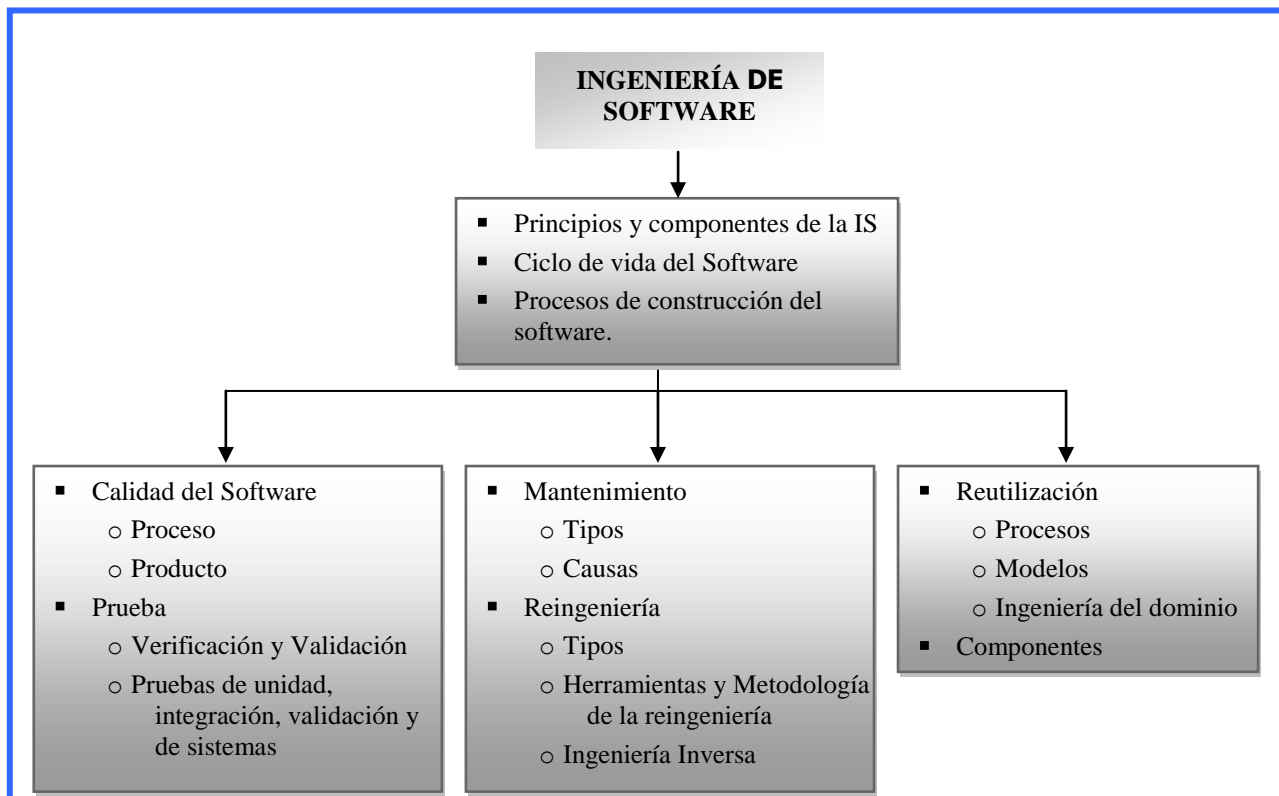 INGENIERÍA DE
SOFTWARE
▪ Principios y componentes de la IS
▪ Ciclo de vida del Software
▪ Procesos de construcción del
software.
▪ Calidad del Software
o Proceso
o Producto
▪ Prueba
o Verificación y Validación
o Pruebas de unidad,
integración, validación y
de sistemas
▪ Mantenimiento
o Tipos
o Causas
▪ Reingeniería
o Tipos
o Herramientas y Metodología
de la reingeniería
o Ingeniería Inversa
▪ Reutilización
o Procesos
o Modelos
o Ingeniería del dominio
▪ Componentes